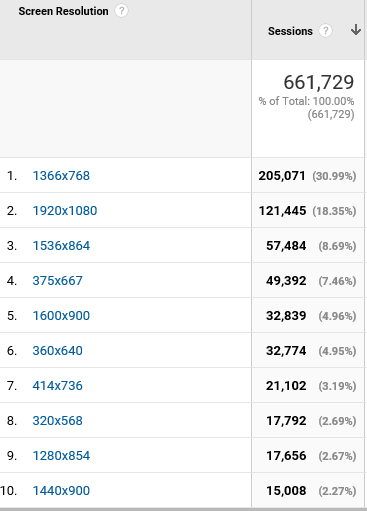 Screen Resolution ?
Sessions ?
661,729
% of Total: 100.00%
(661,729)
1. 1366x768 205,071 (30.99%)
2. 1920x1080 121,445 (18.35%)
3. 1536x864 57,484 (8.69%)
4. 375x667 49,392 (7.46%)
5. 1600x900 32,839 (4.96%)
6. 360x640 32,774 (4.95%)
7. 414x736 21,102 (3.19%)
8. 320x568 17,792 (2.69%)
9. 1280x854 17,656 (2.67%)
10. 1440x900 15,008 (2.27%)